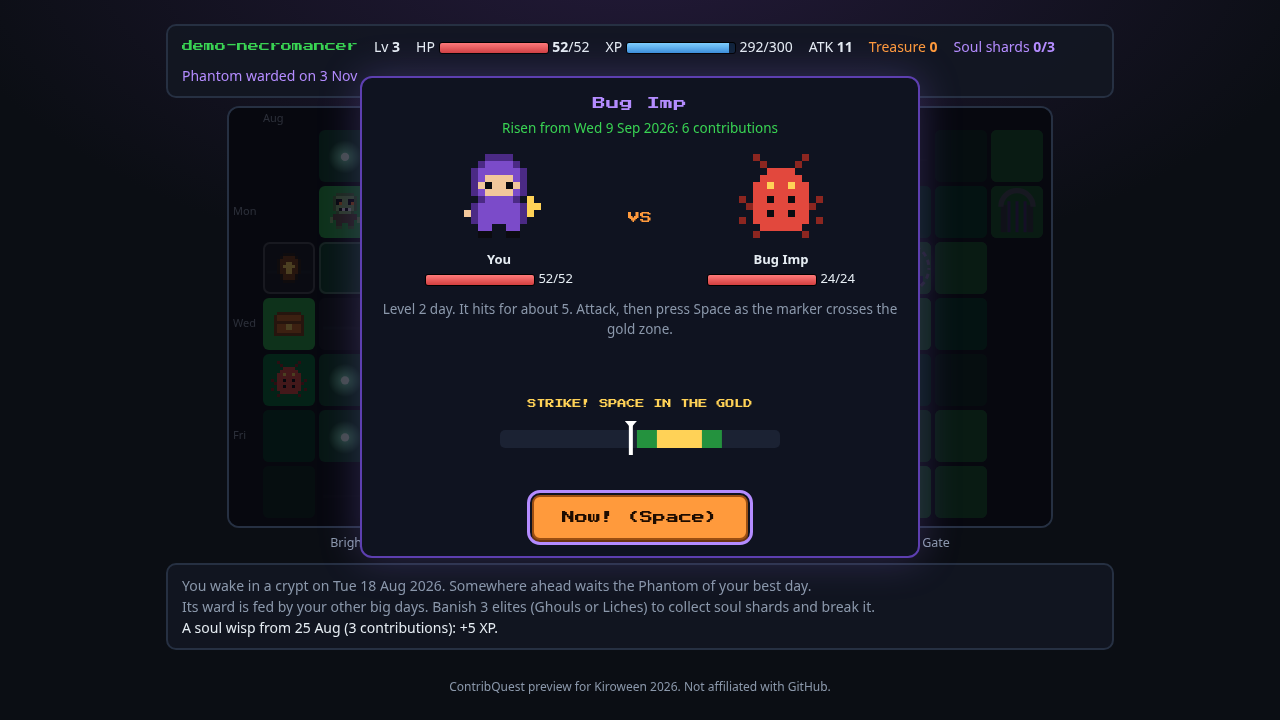 demo-necromancer Lv 3 HP 52/52 XP 292/300 ATK 11 Treasure 0 Soul shards 0/3
Phantom warded on 3 Nov
Bug Imp
Risen from Wed 9 Sep 2026: 6 contributions
Aug
Mon
Wed
Fri
VS
You
Bug Imp
52/52
24/24
Level 2 day. It hits for about 5. Attack, then press Space as the marker crosses the
gold zone.
STRIKE! SPACE IN THE GOLD
Now! (Space)
Brigh
Gate
You wake in a crypt on Tue 18 Aug 2026. Somewhere ahead waits the Phantom of your best day.
Its ward is fed by your other big days. Banish 3 elites (Ghouls or Liches) to collect soul shards and break it.
A soul wisp from 25 Aug (3 contributions): +5 XP.
ContribQuest preview for Kiroween 2026. Not affiliated with GitHub.